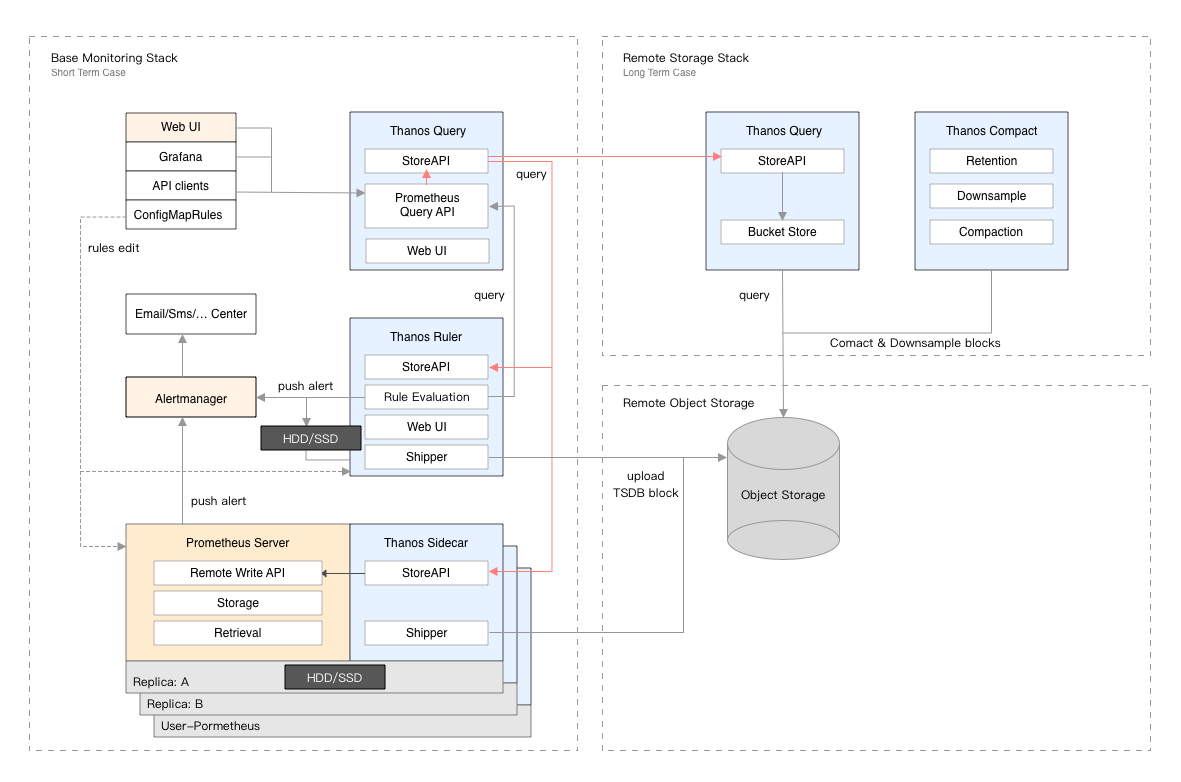 Base Monitoring Stack
Short Term Case
Web UI
Grafana
API clients
ConfigMapRules
rules edit
Thanos Query
StoreAPI
Prometheus
Query API
Web UI
query
query
Email/Sms/... Center
Alertmanager
push alert
HDD/SSD
Thanos Ruler
StoreAPI
Rule Evaluation
Web UI
Shipper
push alert
Prometheus Server
Remote Write API
Storage
Retrieval
Thanos Sidecar
StoreAPI
Shipper
HDD/SSD
Replica: A
Replica: B
User-Pormetheus
Remote Storage Stack
Long Term Case
Thanos Query
StoreAPI
Bucket Store
Thanos Compact
Retention
Downsample
Compaction
query
Comact & Downsample blocks
Remote Object Storage
upload
TSDB block
Object Storage